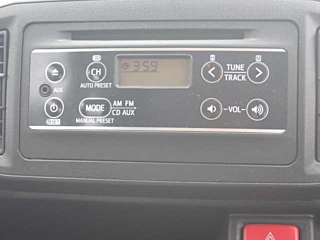 3:59
CH
TUNE
TRACK
AUTO PRESET
AUX
MODE
AM FM
CD AUX
MANUAL PRESET
VOL